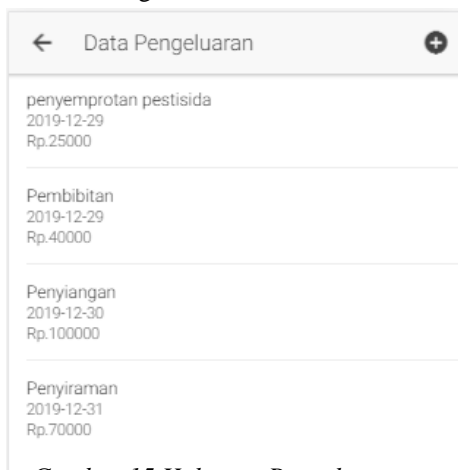 Data Pengeluaran
penyemprotan pestisida
2019-12-29
Rp.25000
Pembibitan
2019-12-29
Rp.40000
Penyiangan
2019-12-30
Rp.100000
Penyiraman
2019-12-31
Rp.70000